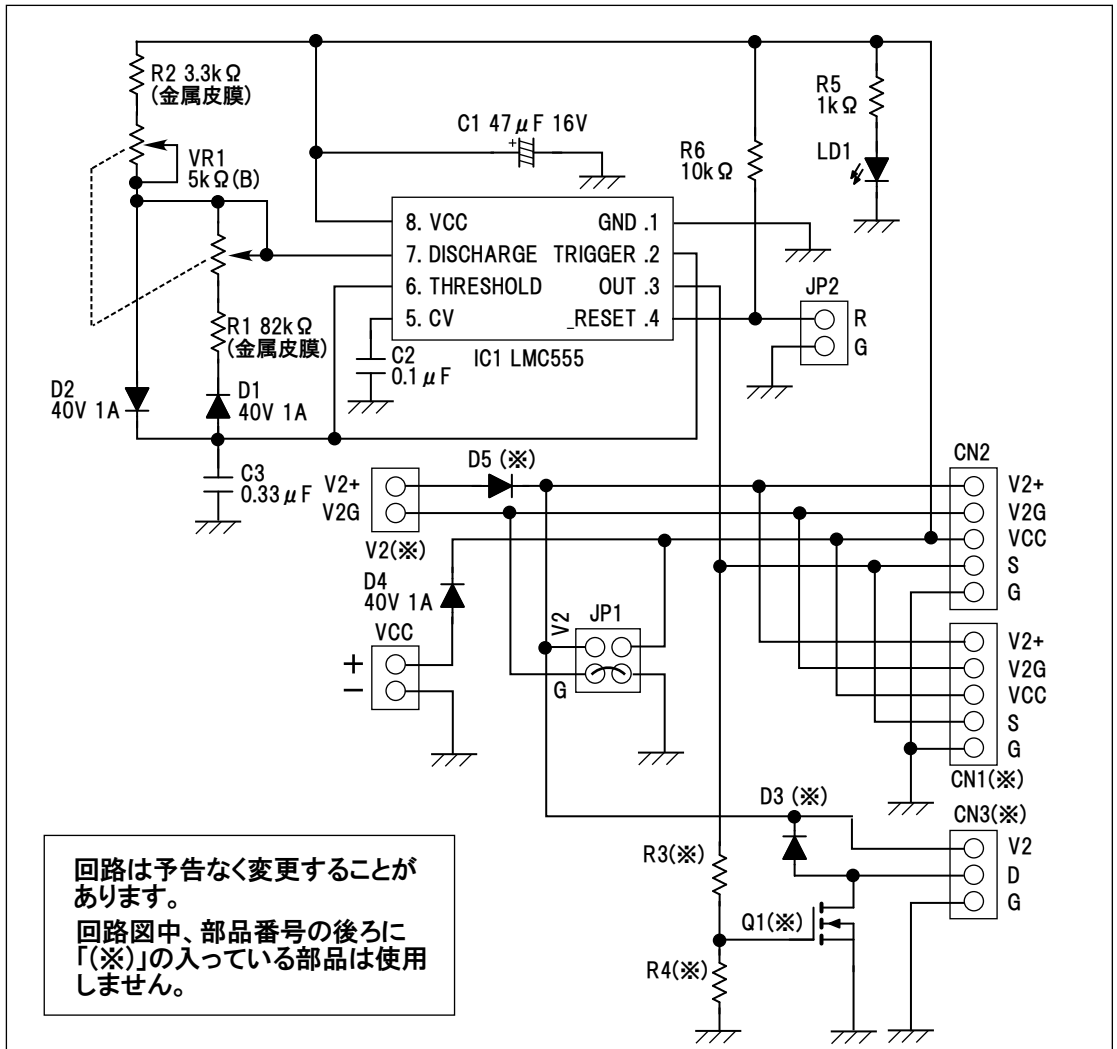 R2 3.3kΩ
(金属皮膜)
VR1
5kΩ(B)
C1 47μF 16V
+
R6
10kΩ
R5
1kΩ
LD1
8. VCC
GND .1
7. DISCHARGE
TRIGGER .2
6. THRESHOLD
OUT .3
5. CV
_RESET .4
IC1 LMC555
JP2
R
G
R1 82kΩ
(金属皮膜)
C2
0.1μF
D2
40V 1A
D1
40V 1A
C3
0.33μF
D5 (※)
V2+
V2G
V2(※)
CN2
V2+
V2G
VCC
S
G
D4
40V 1A
VCC
+
-
JP1
V2
G
V2+
V2G
VCC
S
G
CN1(※)
D3 (※)
CN3(※)
V2
D
G
R3(※)
Q1(※)
R4(※)
回路は予告なく変更することが
あります。
回路図中、部品番号の後ろに
「(※)」の入っている部品は使用
しません。